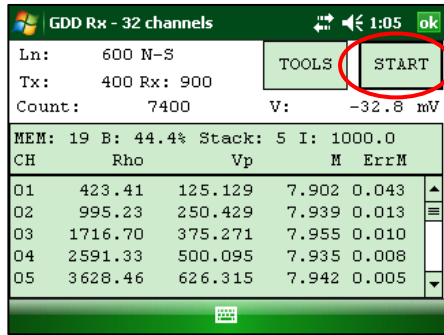 GDD Rx - 32 channels 1:05 ok
Ln: 600 N-S
TOOLS START
Tx: 400 Rx: 900
Count: 7400 V: -32.8 mV
MEM: 19 B: 44.4% Stack: 5 I: 1000.0
CH Rho Vp M ErrM
01 423.41 125.129 7.902 0.043
02 995.23 250.429 7.939 0.013
03 1716.70 375.271 7.955 0.010
04 2591.33 500.095 7.935 0.008
05 3628.46 626.315 7.942 0.005